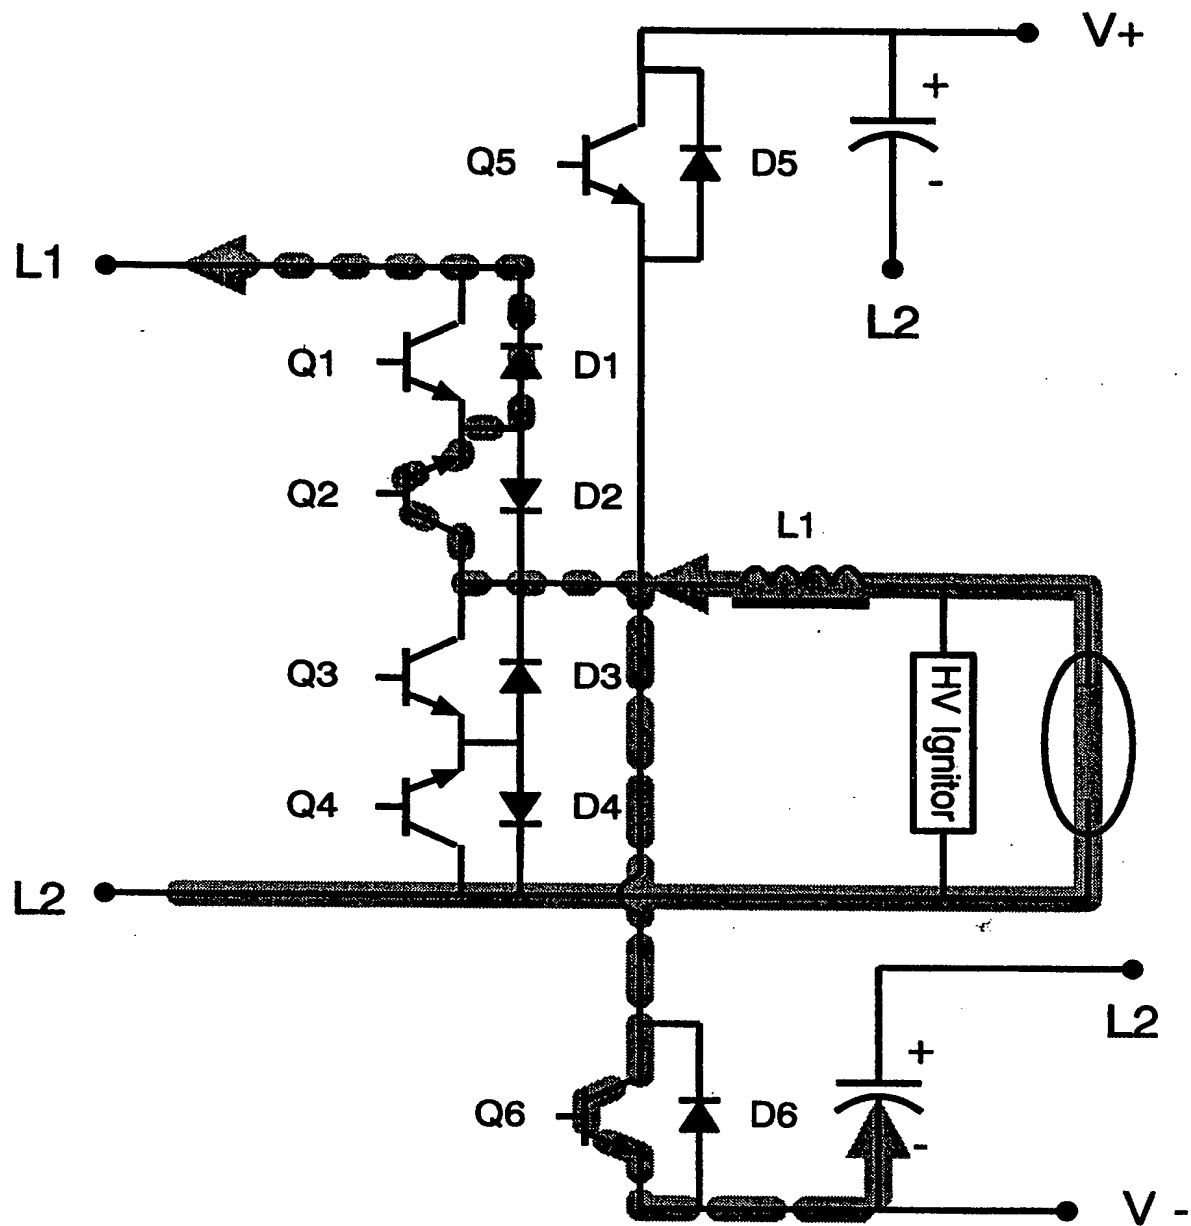 V+
+
Q5
D5
-
L1
L2
Q1
D1
Q2
D2
L1
Q3
D3
HV Ignitor
Q4
D4
L2
L2
+
Q6
D6
-
V -